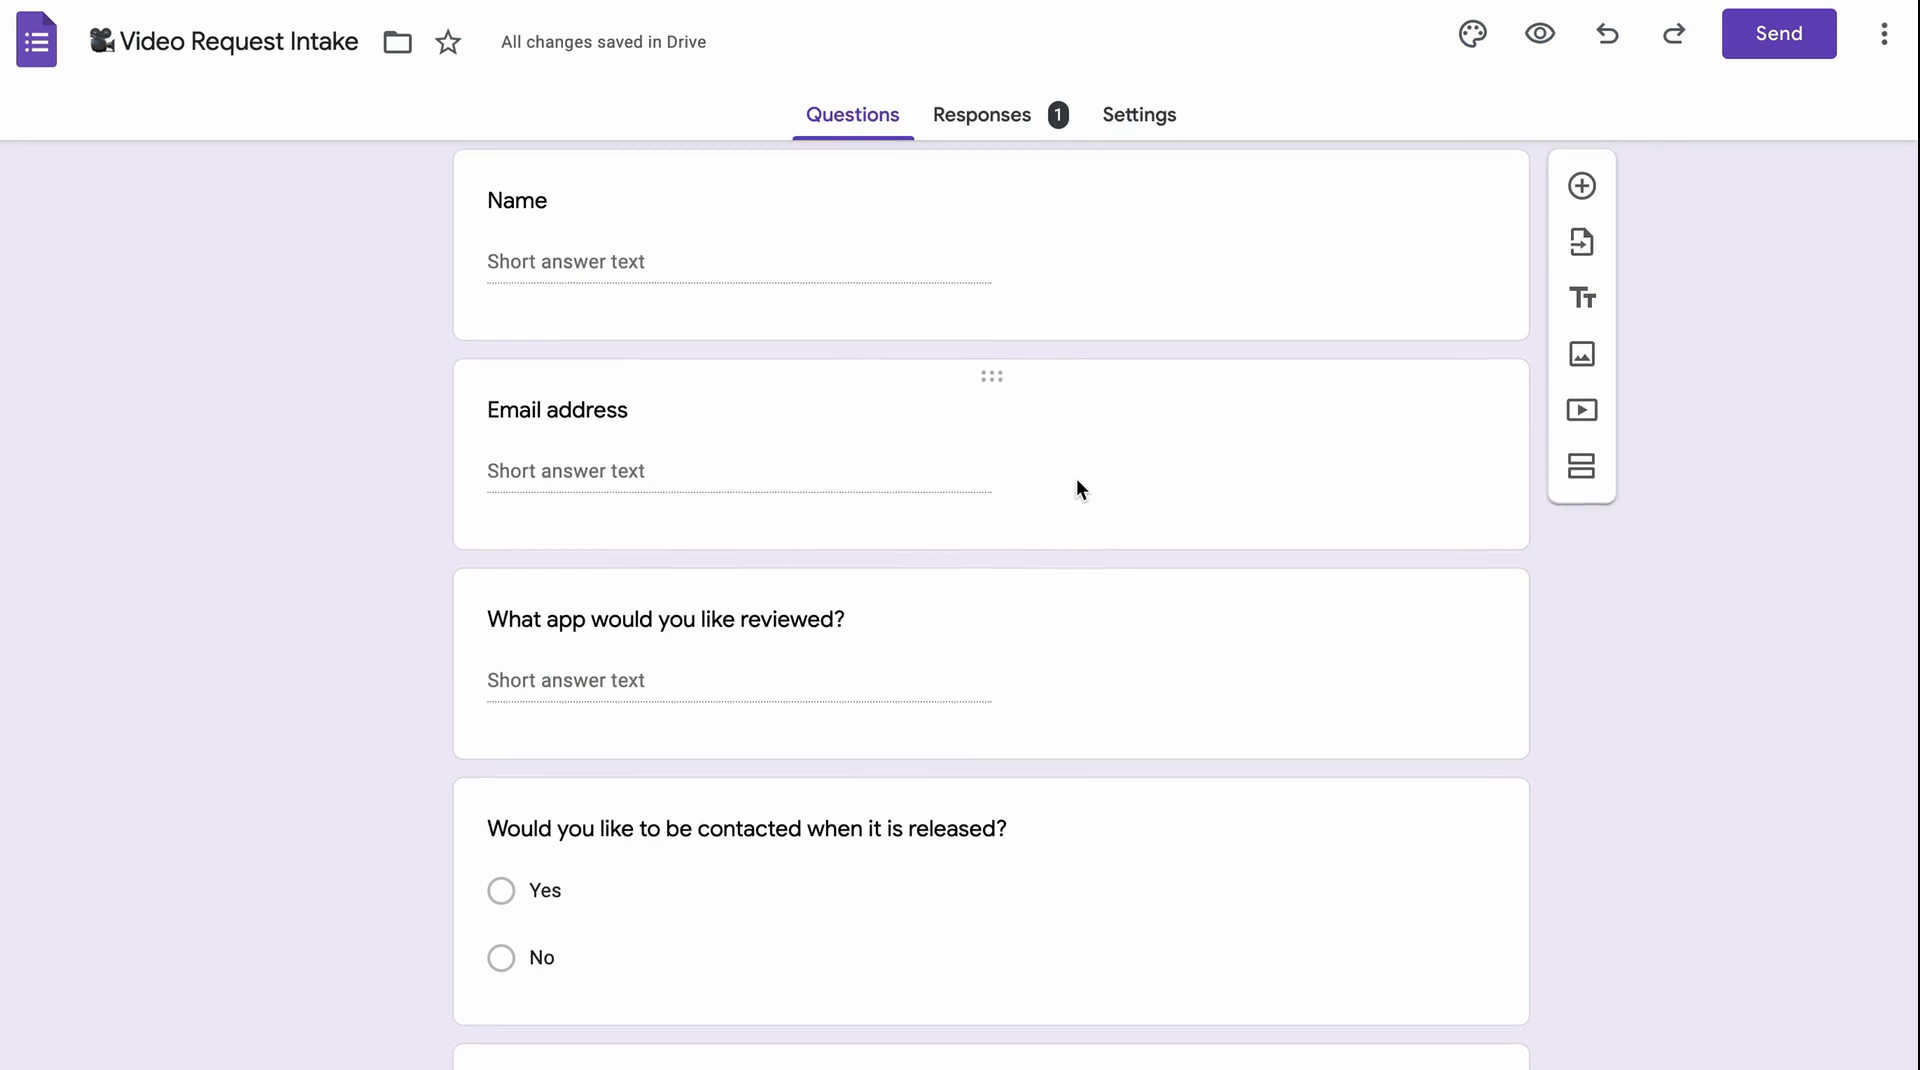 Video Request Intake
All changes saved in Drive
Send
Questions
Responses 1
Settings
Name
Short answer text
Email address
Short answer text
What app would you like reviewed?
Short answer text
Would you like to be contacted when it is released?
Yes
No